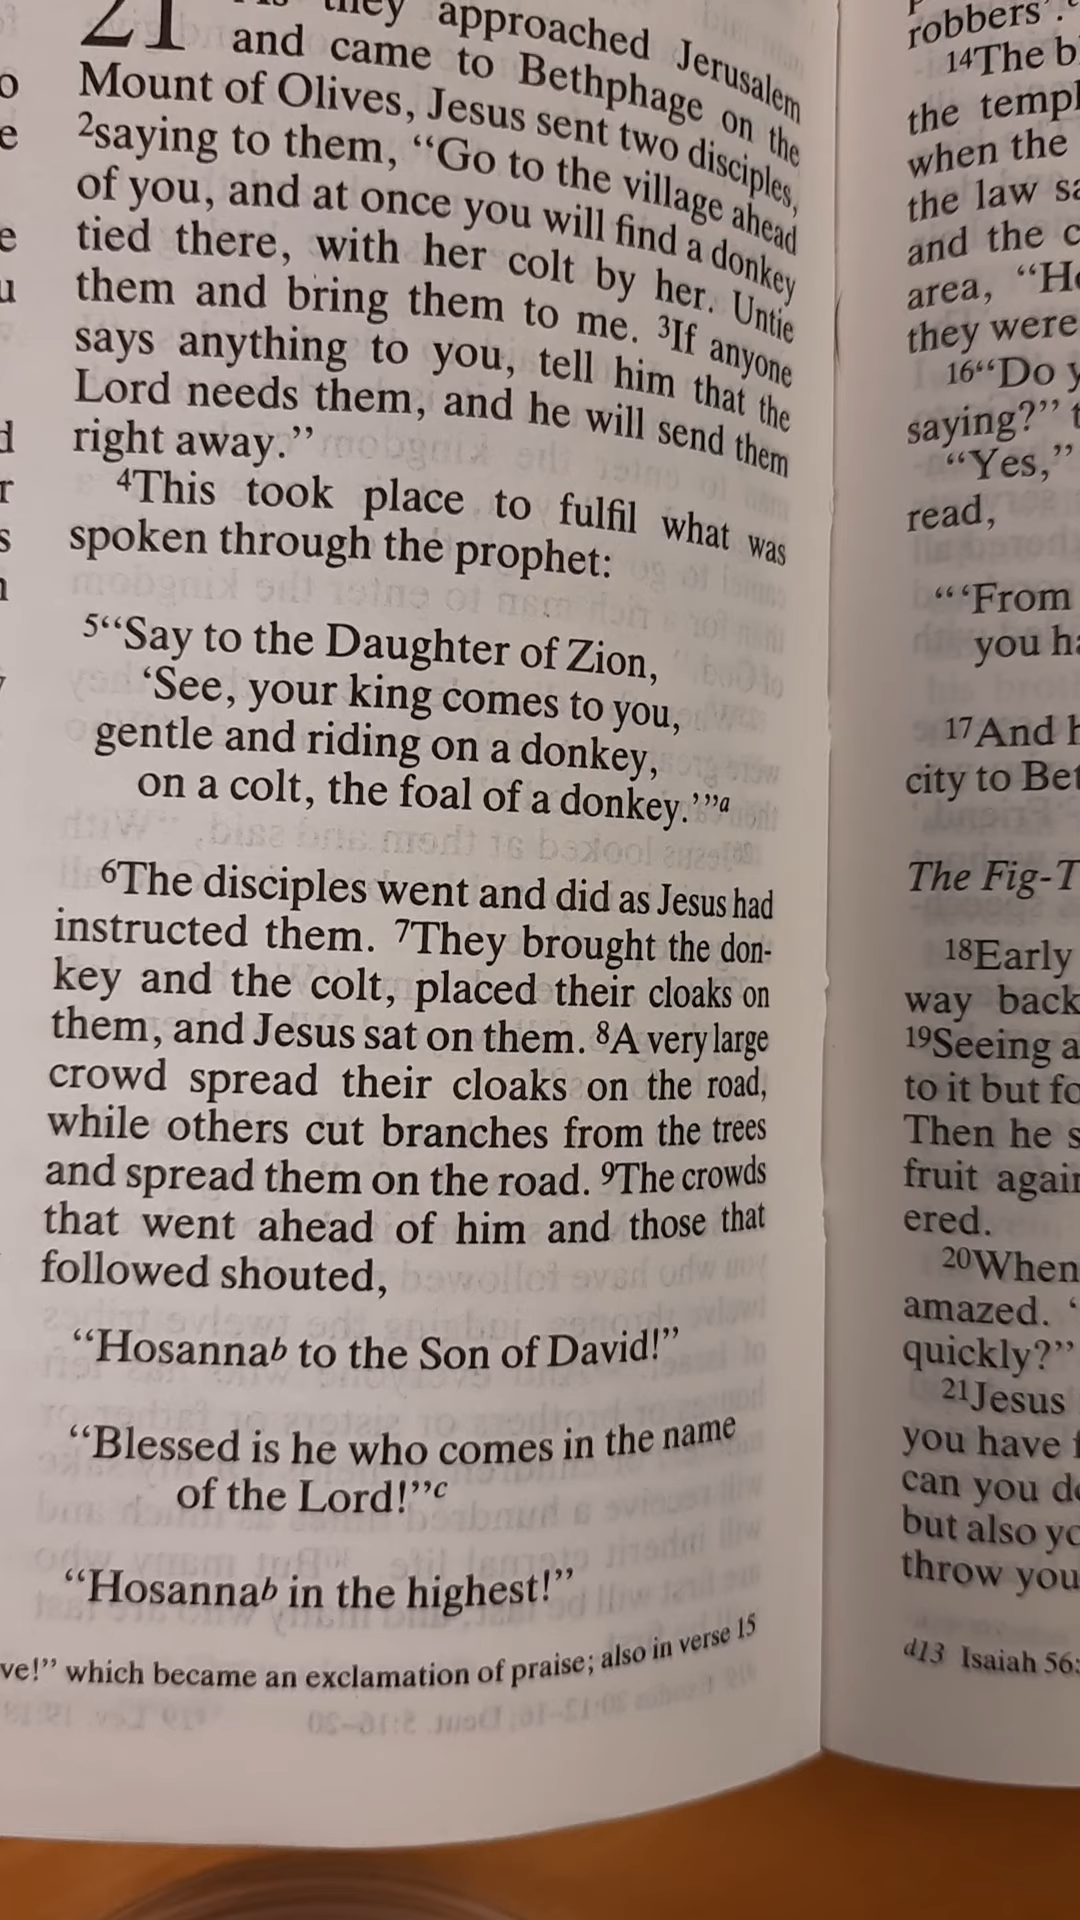 21 As they approached Jerusalem
and came to Bethphage on the
Mount of Olives, Jesus sent two disciples,
2saying to them, “Go to the village ahead
of you, and at once you will find a donkey
tied there, with her colt by her. Untie
them and bring them to me. 3If anyone
says anything to you, tell him that the
Lord needs them, and he will send them
right away.”
4This took place to fulfil what was
spoken through the prophet:
5“Say to the Daughter of Zion,
‘See, your king comes to you,
gentle and riding on a donkey,
on a colt, the foal of a donkey.’”a
6The disciples went and did as Jesus had
instructed them. 7They brought the don-
key and the colt, placed their cloaks on
them, and Jesus sat on them. 8A very large
crowd spread their cloaks on the road,
while others cut branches from the trees
and spread them on the road. 9The crowds
that went ahead of him and those that
followed shouted,
“Hosannab to the Son of David!”
“Blessed is he who comes in the name
of the Lord!”c
“Hosannab in the highest!”
ve!” which became an exclamation of praise; also in verse 15
robbers’.
14The b
the templ
when the
the law sa
and the c
area, “Ho
they were
16“Do y
saying?” t
“Yes,”
read,
“‘From
you ha
17And h
city to Bet
The Fig-T
18Early
way back
19Seeing a
to it but fo
Then he s
fruit again
ered.
20When
amazed. “
quickly?”
21Jesus
you have f
can you do
but also yo
throw you
d13 Isaiah 56: